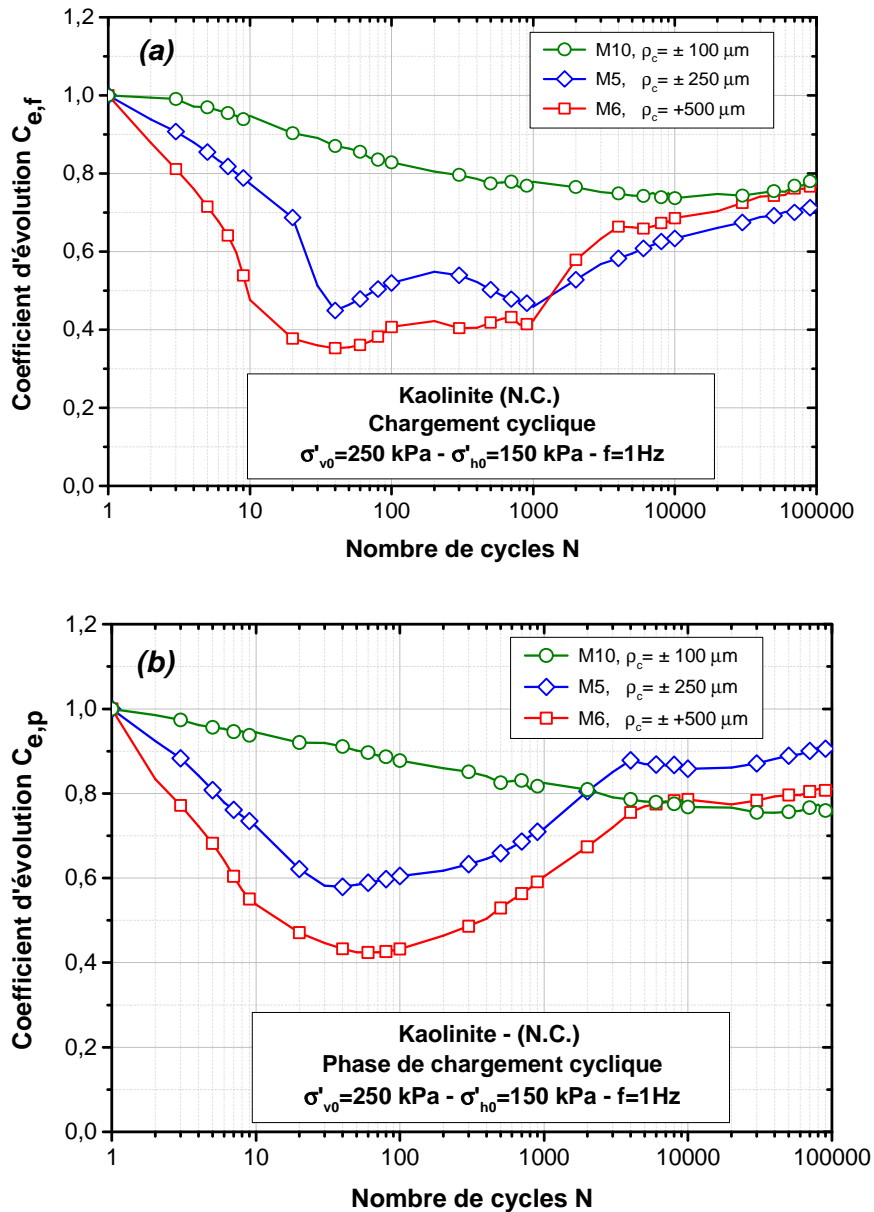 (a)
M10, ρc= ± 100 μm
M5, ρc= ± 250 μm
M6, ρc= +500 μm
1,2
1,0
0,8
0,6
0,4
0,2
0,0
Coefficient d'évolution Ce,f
Kaolinite (N.C.)
Chargement cyclique
σ'v0=250 kPa - σ'h0=150 kPa - f=1Hz
1 10 100 1000 10000 100000
Nombre de cycles N
(b)
M10, ρc= ± 100 μm
M5, ρc= ± 250 μm
M6, ρc= ± +500 μm
1,2
1,0
0,8
0,6
0,4
0,2
0,0
Coefficient d'évolution Ce,p
Kaolinite - (N.C.)
Phase de chargement cyclique
σ'v0=250 kPa - σ'h0=150 kPa - f=1Hz
1 10 100 1000 10000 100000
Nombre de cycles N